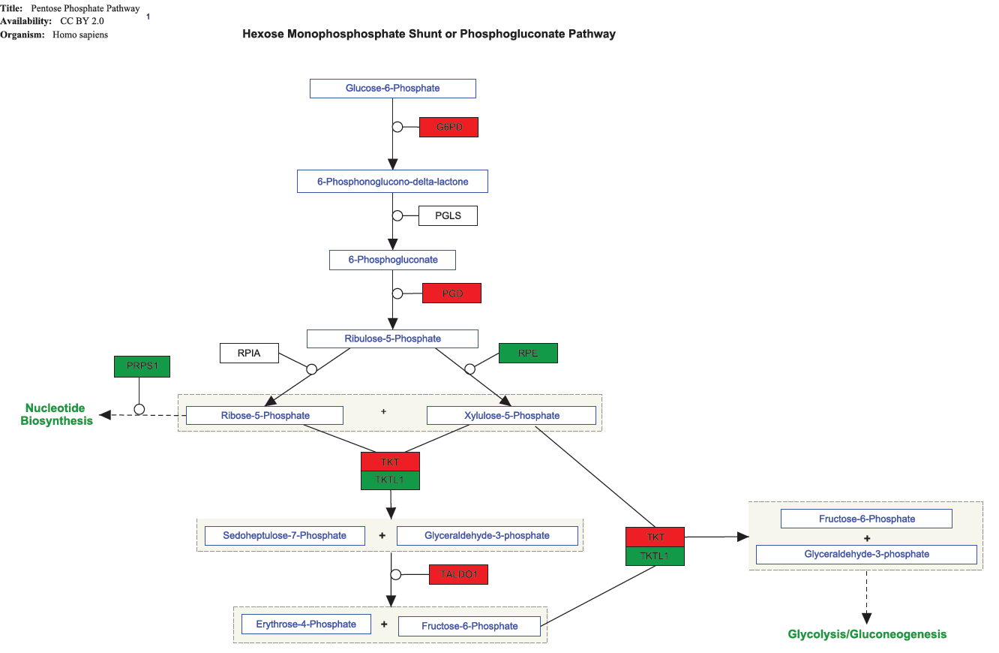 Title: Pentose Phosphate Pathway
Availability: CC BY 2.0
1
Organism: Homo sapiens
Hexose Monophosphosphate Shunt or Phosphogluconate Pathway
Glucose-6-Phosphate
G6PD
6-Phosphonoglucono-delta-lactone
PGLS
6-Phosphogluconate
PGD
Ribulose-5-Phosphate
RPIA
RPE
PRPS1
Nucleotide
Biosynthesis
Ribose-5-Phosphate
+
Xylulose-5-Phosphate
TKT
TKTL1
Sedoheptulose-7-Phosphate
+
Glyceraldehyde-3-phosphate
TKT
TKTL1
Fructose-6-Phosphate
+
Glyceraldehyde-3-phosphate
TALDO1
Erythrose-4-Phosphate
+
Fructose-6-Phosphate
Glycolysis/Gluconeogenesis